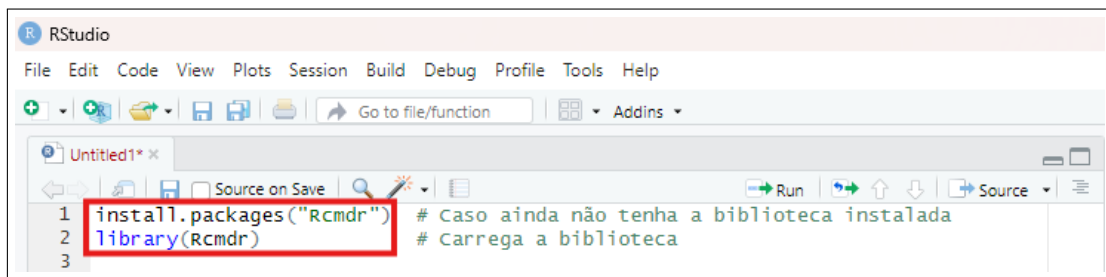 R RStudio
File Edit Code View Plots Session Build Debug Profile Tools Help
Go to file/function Addins
Untitled1*
Source on Save Run Source
1 install.packages("Rcmdr") # Caso ainda não tenha a biblioteca instalada
2 library(Rcmdr) # Carrega a biblioteca
3